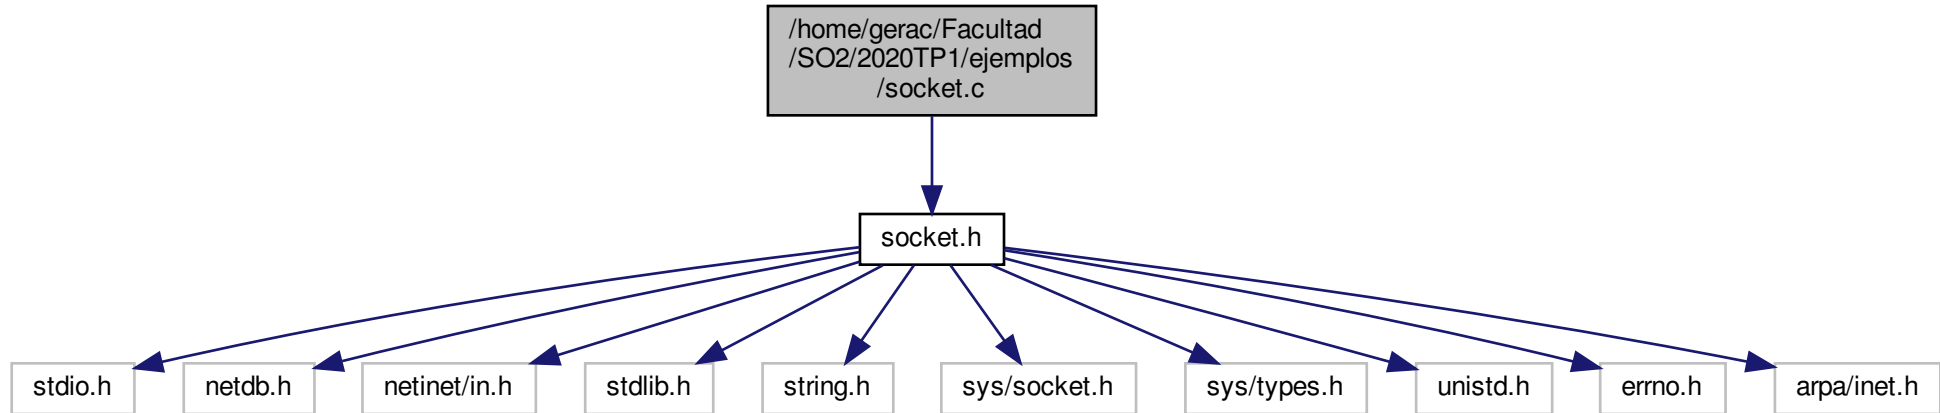 /home/gerac/Facultad
/SO2/2020TP1/ejemplos
/socket.c
socket.h
stdio.h
netdb.h
netinet/in.h
stdlib.h
string.h
sys/socket.h
sys/types.h
unistd.h
errno.h
arpa/inet.h